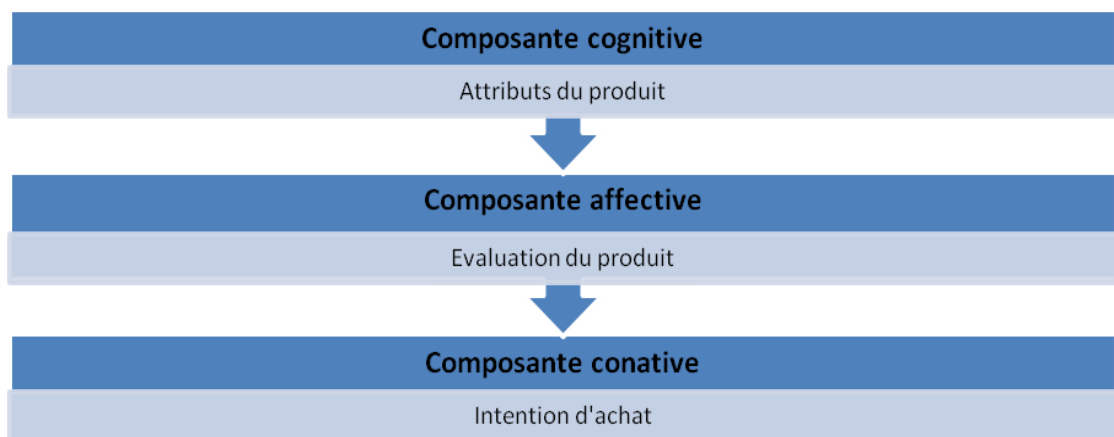 Composante cognitive
Attributs du produit
Composante affective
Evaluation du produit
Composante conative
Intention d'achat